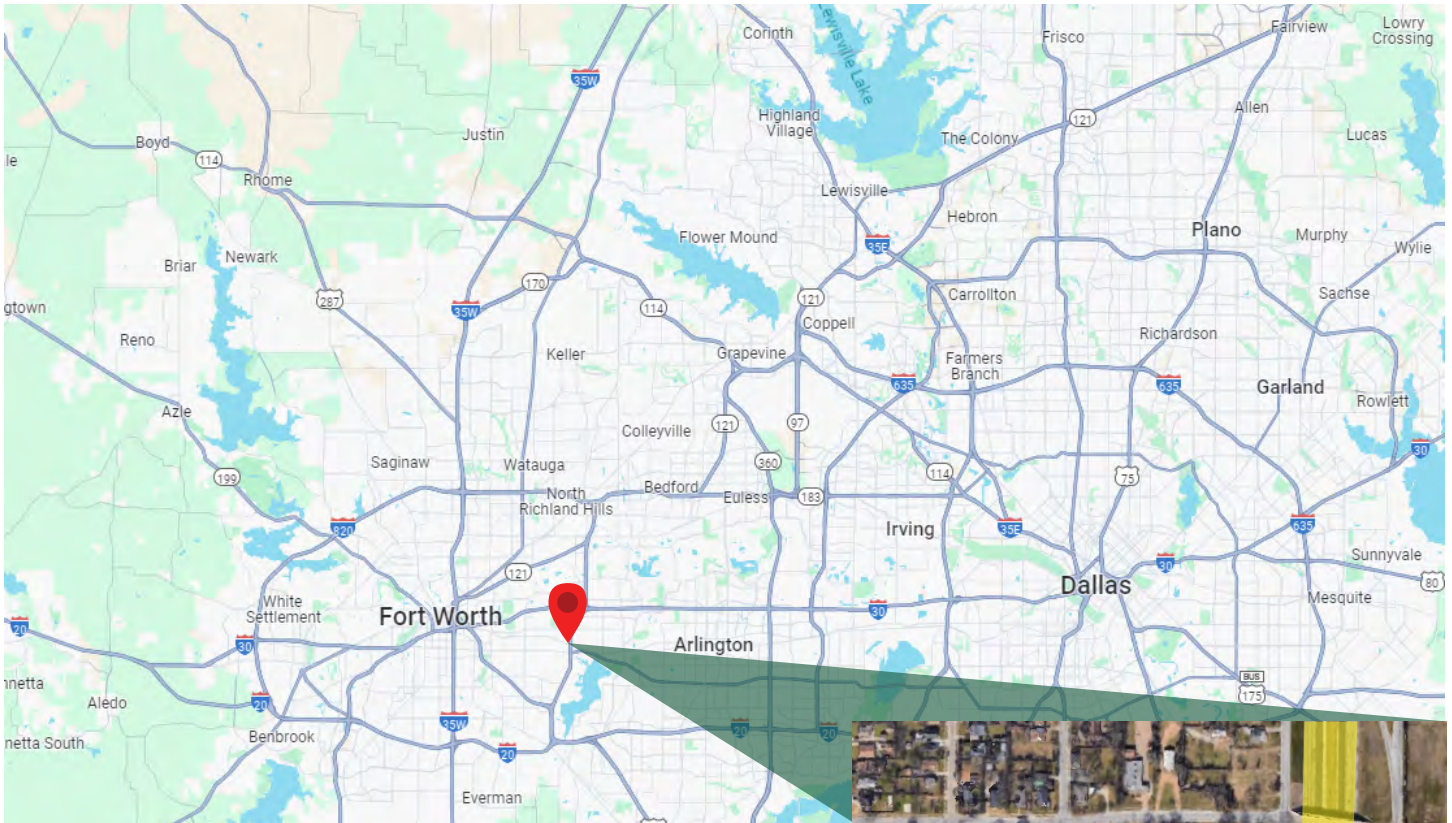 Lewisville Lake
Corinth
Frisco
Fairview
Lowry
Crossing
35W
Highland
Village
121
Allen
Justin
Boyd
The Colony
Lucas
114
Rhome
Lewisville
Hebron
Plano
Flower Mound
35E
Murphy
Wylie
Newark
Briar
170
287
35W
114
121
Carrollton
Sachse
gtown
Coppell
Richardson
Reno
Keller
Grapevine
Farmers
Branch
635
635
Garland
Rowlett
Azle
121
97
Colleyville
30
Saginaw
Watauga
360
114
75
199
North
Richland Hills
Bedford
Euless
183
820
Irving
35E
635
Sunnyvale
121
30
80
White
Settlement
Fort Worth
30
Dallas
Mesquite
20
30
Arlington
nnetta
BUS
175
Aledo
20
35W
20
20
netta South
Benbrook
20
Everman